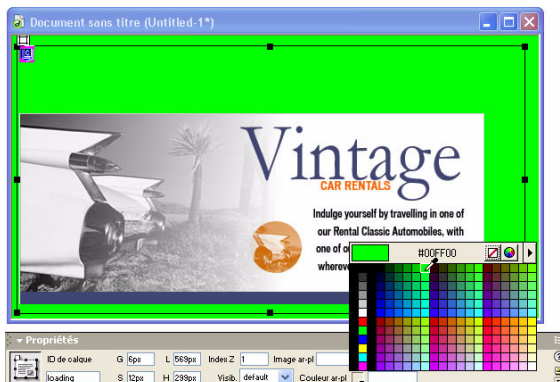 Document sans titre (Untitled-1*)
Vintage
CAR RENTALS
Indulge yourself by travelling in one of
our Rental Classic Automobiles, with
one of o
wherev
#00FF00
Propriétés
ID de calque G 6px L 569px Index Z 1 Image ar-pl
loading S 12px H 299px Visib. default Couleur ar-pl